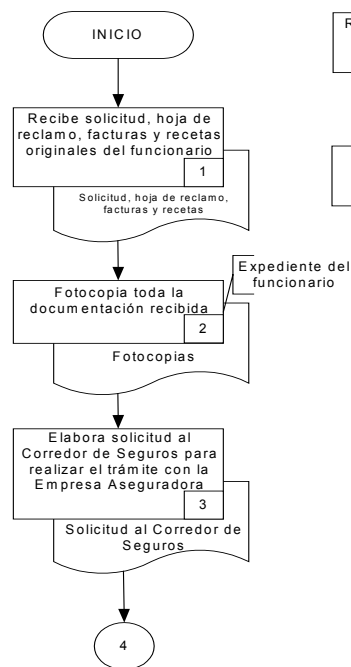 INICIO
R
Recibe solicitud, hoja de
reclamo, facturas y recetas
originales del funcionario
1
Solicitud, hoja de reclamo,
facturas y recetas
Expediente del
funcionario
Fotocopia toda la
documentación recibida
2
Fotocopias
Elabora solicitud al
Corredor de Seguros para
realizar el trámite con la
Empresa Aseguradora
3
Solicitud al Corredor de
Seguros
4